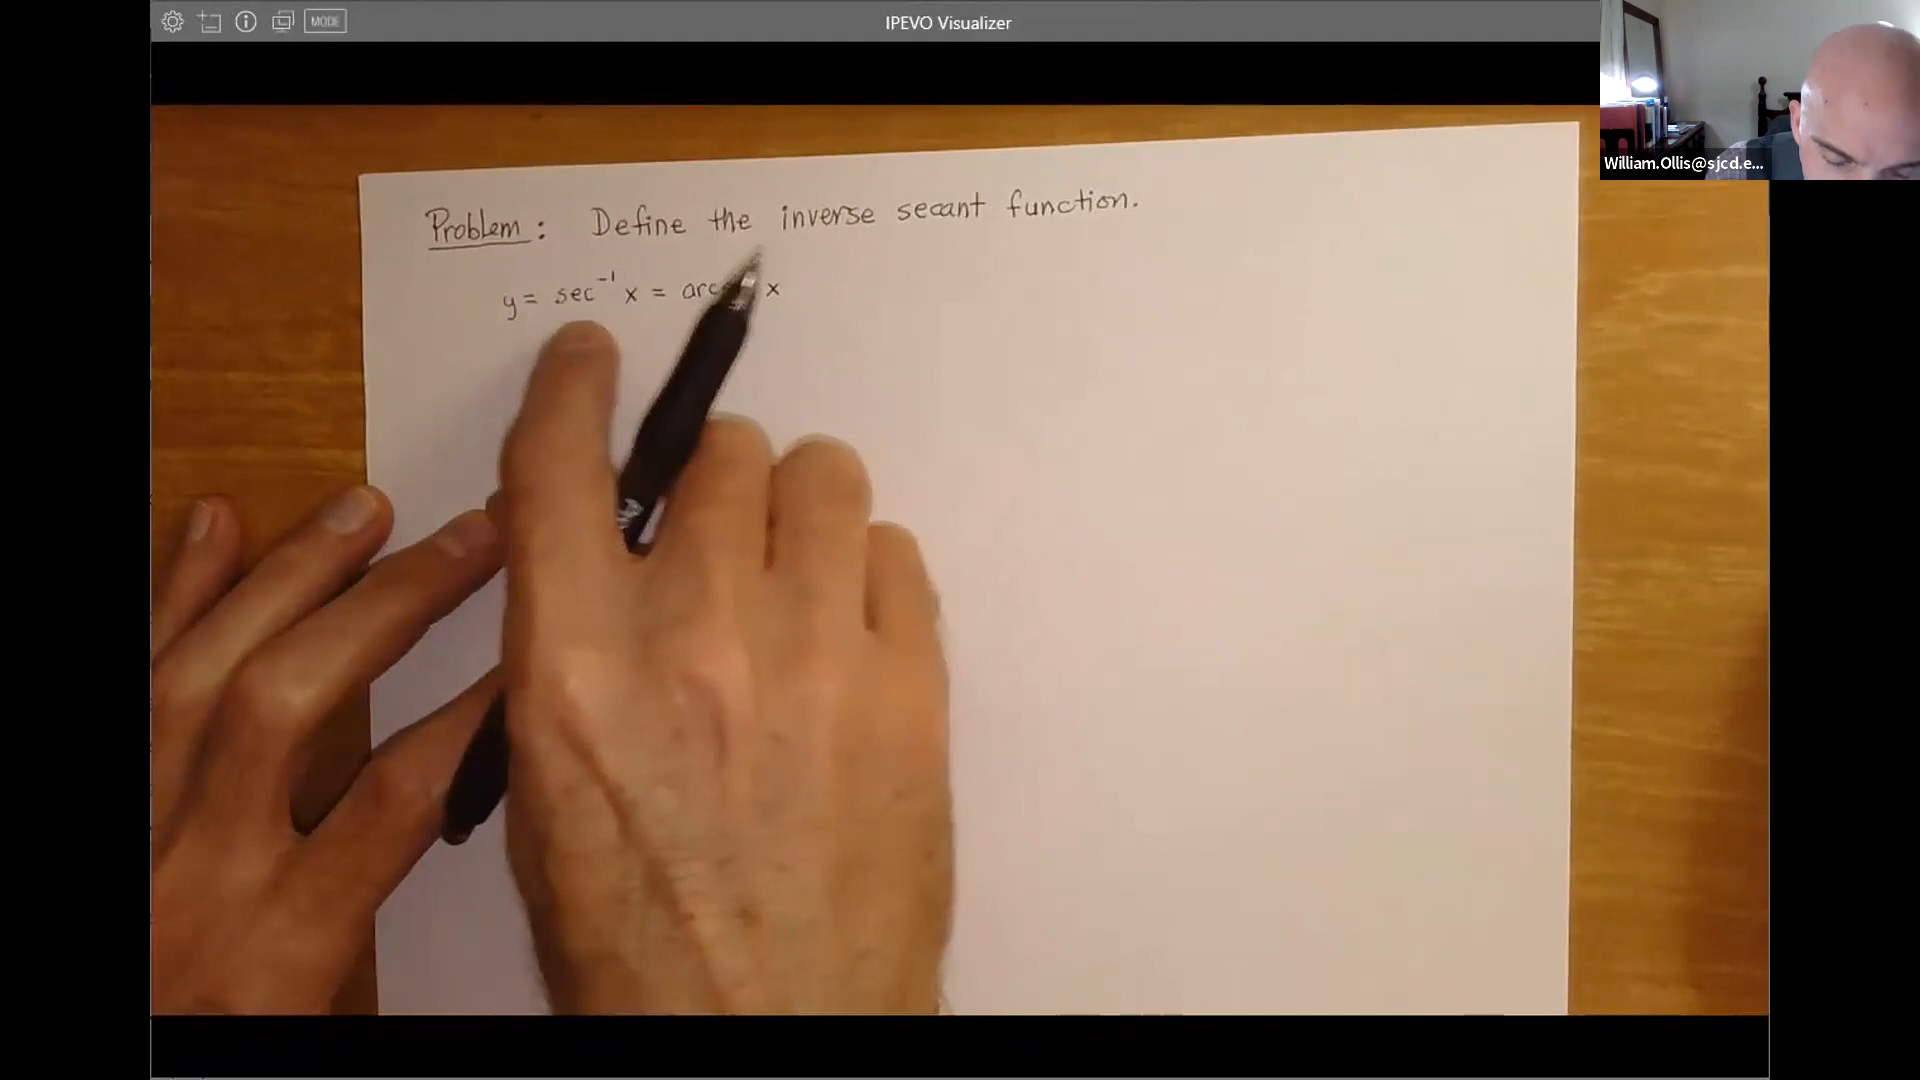 MODE
IPEVO Visualizer
William.Ollis@sjcd.e...
Problem: Define the inverse secant function.
y = sec⁻¹ x = arc x